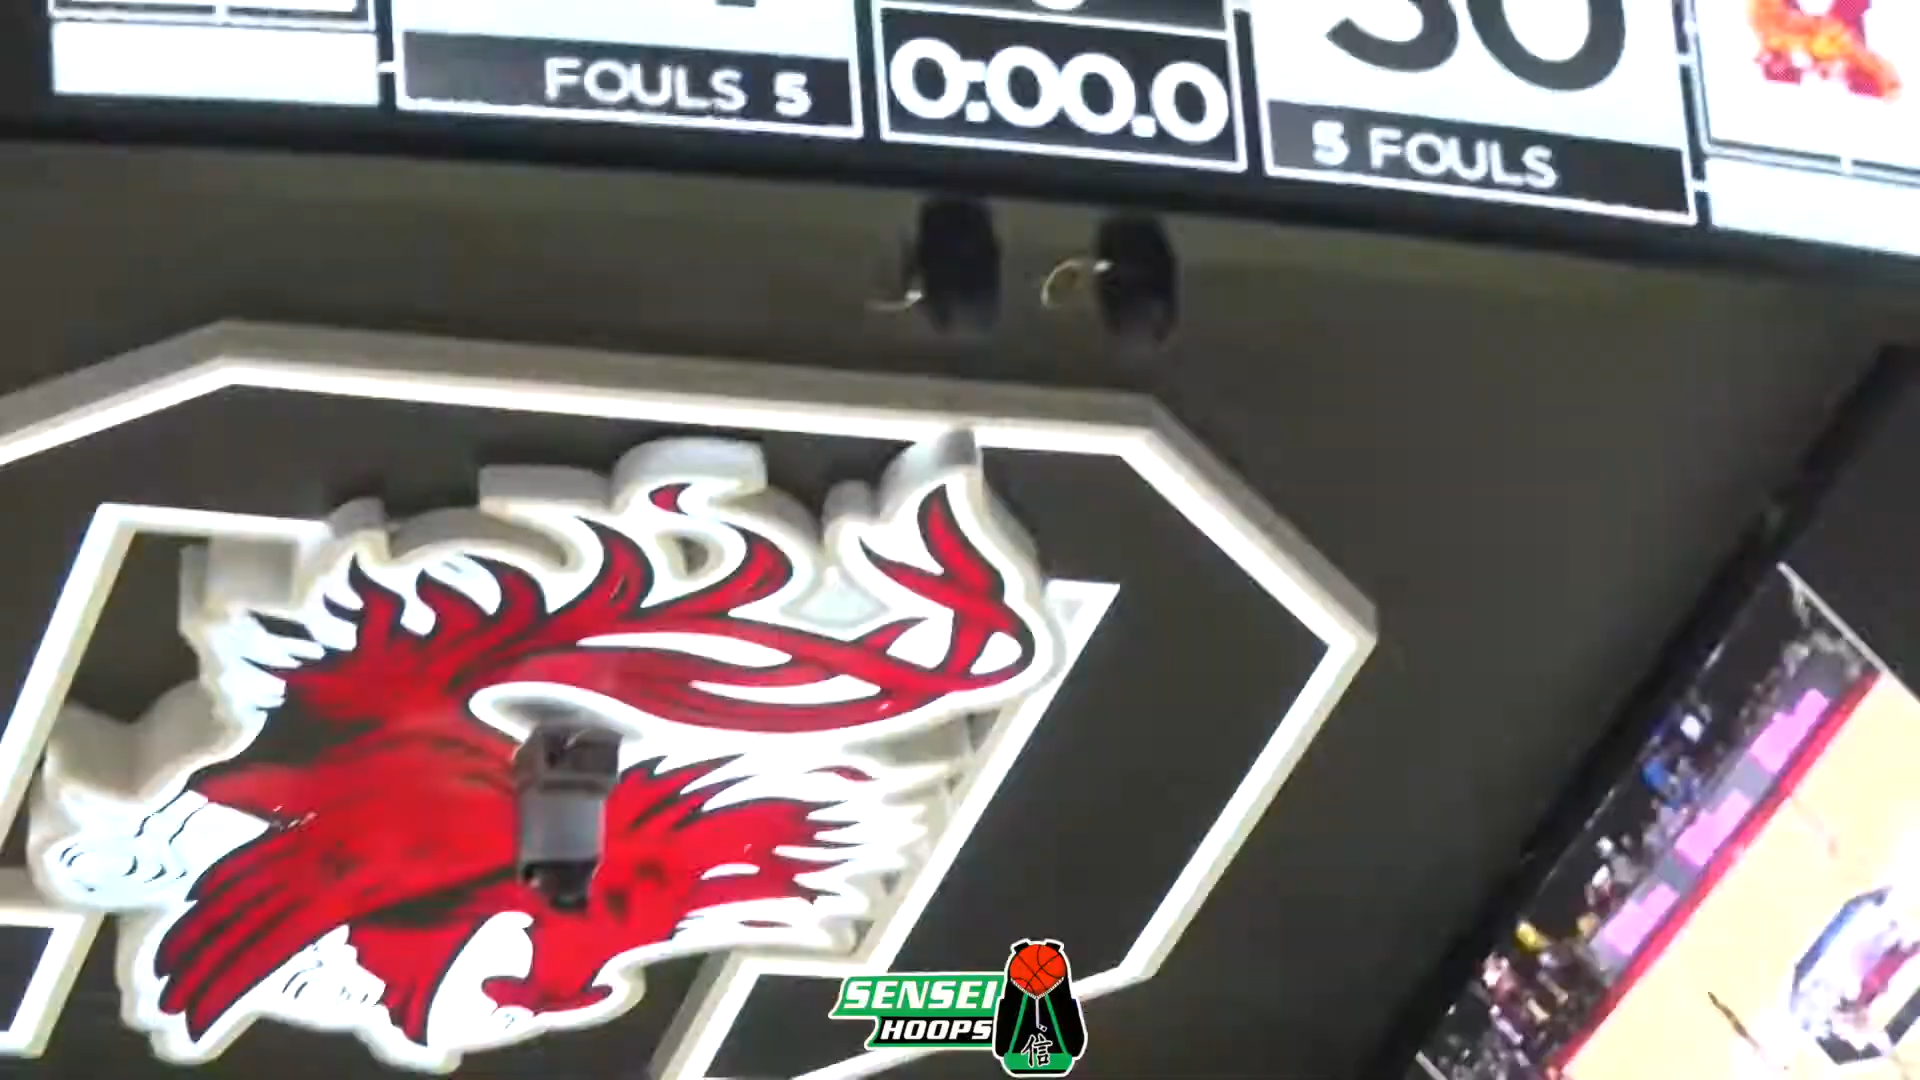 FOULS 5
0:00.0
30
5 FOULS
SENSEI
HOOPS
信